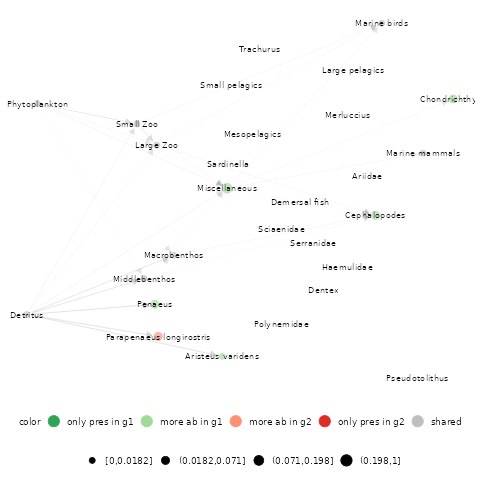 Marine birds
Trachurus
Large pelagics
Small pelagics
Chondrichthy
Phytoplankton
Merluccius
Small Zoo
Mesopelagics
Large Zoo
Marine mammals
Sardinella
Ariidae
Miscellaneous
Demersal fish
Cephalopodes
Sciaenidae
Serranidae
Macrobenthos
Haemulidae
Middlebenthos
Dentex
Penaeus
Detritus
Polynemidae
Parapenaeus longirostris
Aristeus varidens
Pseudotolithus
color only pres in g1 more ab in g1 more ab in g2 only pres in g2 shared
[0,0.0182] (0.0182,0.071] (0.071,0.198] (0.198,1]